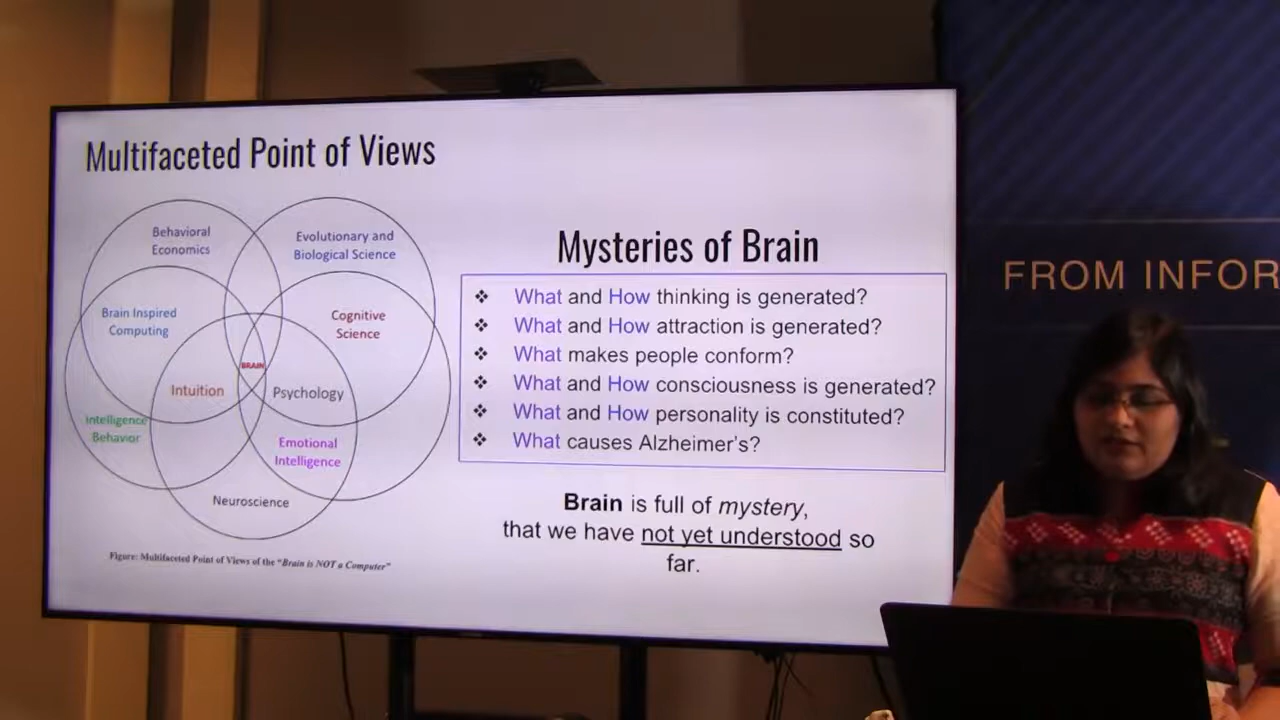 Multifaceted Point of Views
Behavioral
Economics
Evolutionary and
Biological Science
Brain Inspired
Computing
Cognitive
Science
BRAIN
Intuition
Psychology
Intelligence
Behavior
Emotional
Intelligence
Neuroscience
Figure: Multifaceted Point of Views of the “Brain is NOT a Computer”
Mysteries of Brain
❖ What and How thinking is generated?
❖ What and How attraction is generated?
❖ What makes people conform?
❖ What and How consciousness is generated?
❖ What and How personality is constituted?
❖ What causes Alzheimer's?
Brain is full of mystery,
that we have not yet understood so
far.
FROM INFOR